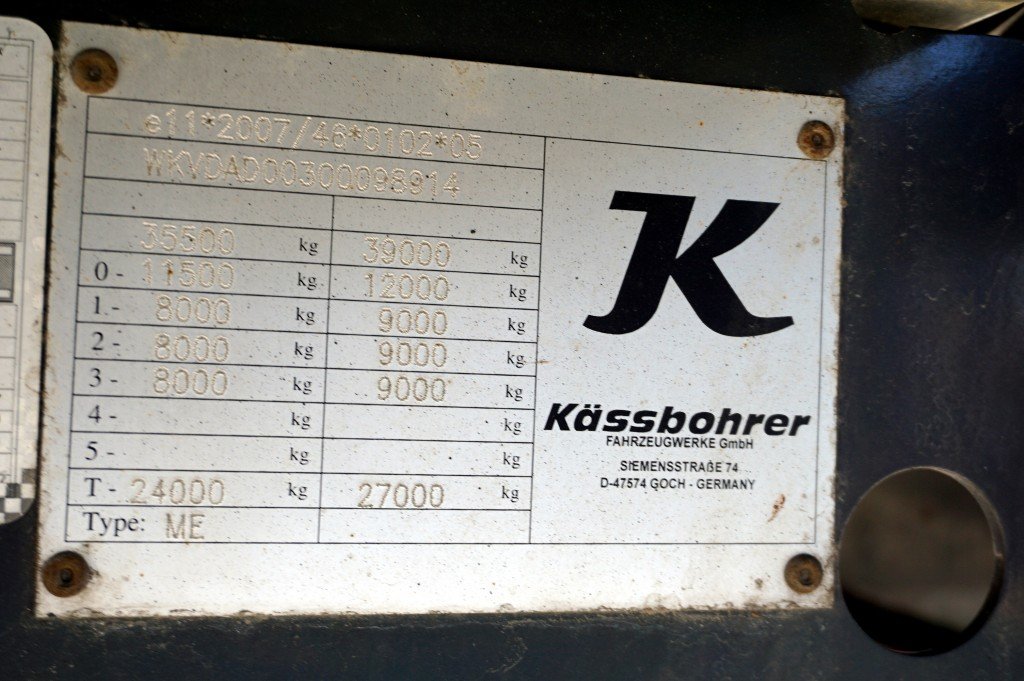 e11*2007/46*0102*05
WKVDAD00300098914
35500 kg 39000 kg
0- 11500 kg 12000 kg
1- 8000 kg 9000 kg
2- 8000 kg 9000 kg
3- 8000 kg 9000 kg
4- kg kg
5- kg kg
T- 24000 kg 27000 kg
Type: ME
K
Kässbohrer
FAHRZEUGWERKE GmbH
SIEMENSSTRAßE 74
D-47574 GOCH - GERMANY